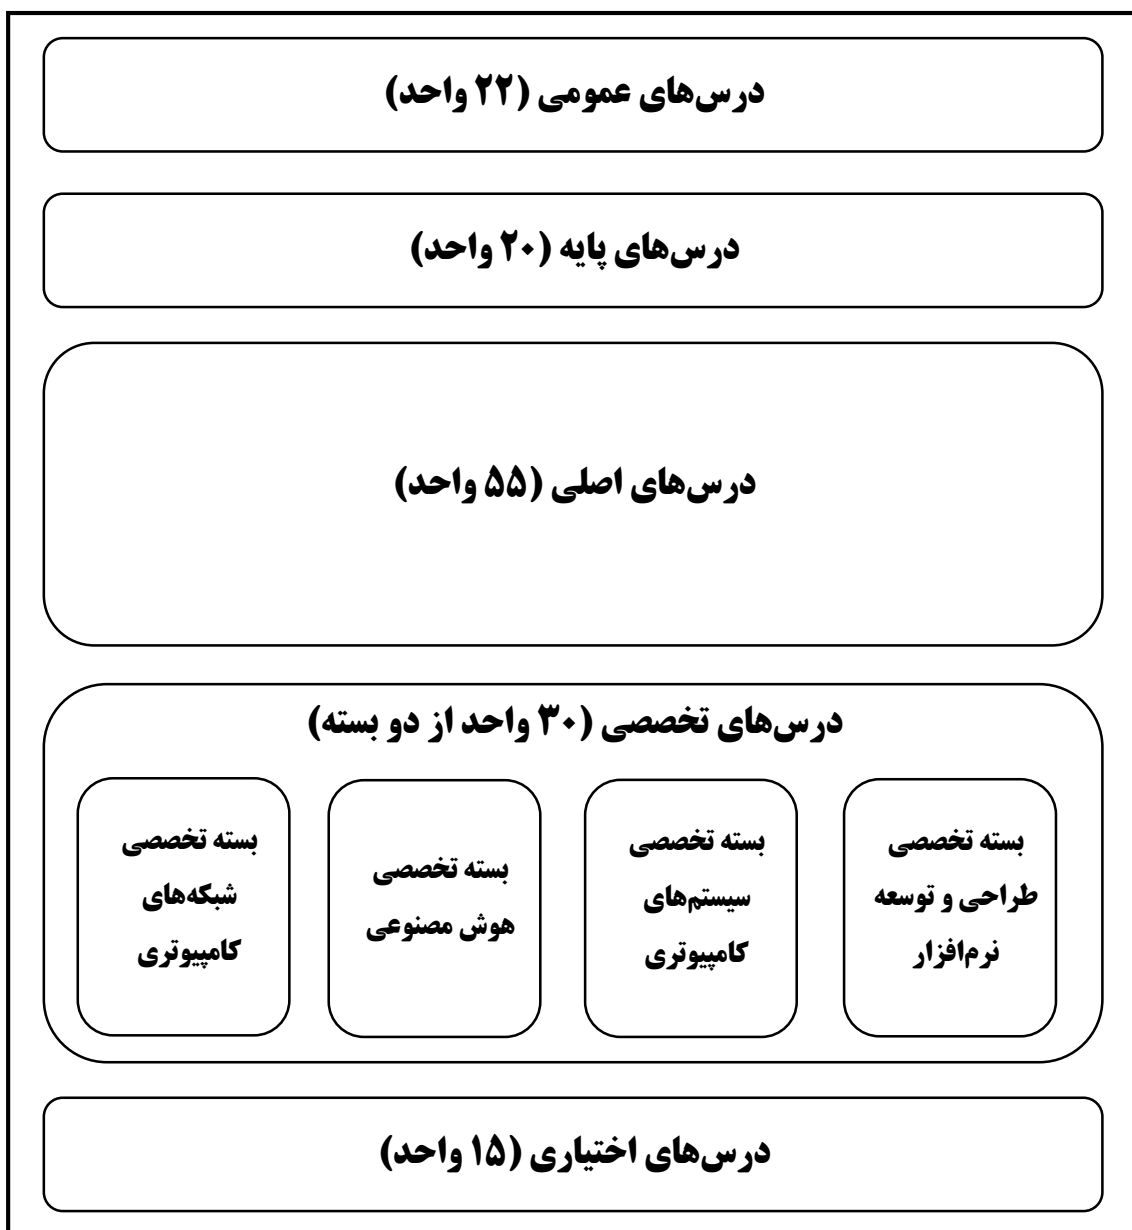 درس‌های عمومی (۲۲ واحد)
درس‌های پایه (۲۰ واحد)
درس‌های اصلی (۵۵ واحد)
درس‌های تخصصی (۳۰ واحد از دو بسته)
بسته تخصصی
طراحی و توسعه
نرم‌افزار
بسته تخصصی
سیستم‌های
کامپیوتری
بسته تخصصی
هوش مصنوعی
بسته تخصصی
شبکه‌های
کامپیوتری
درس‌های اختیاری (۱۵ واحد)